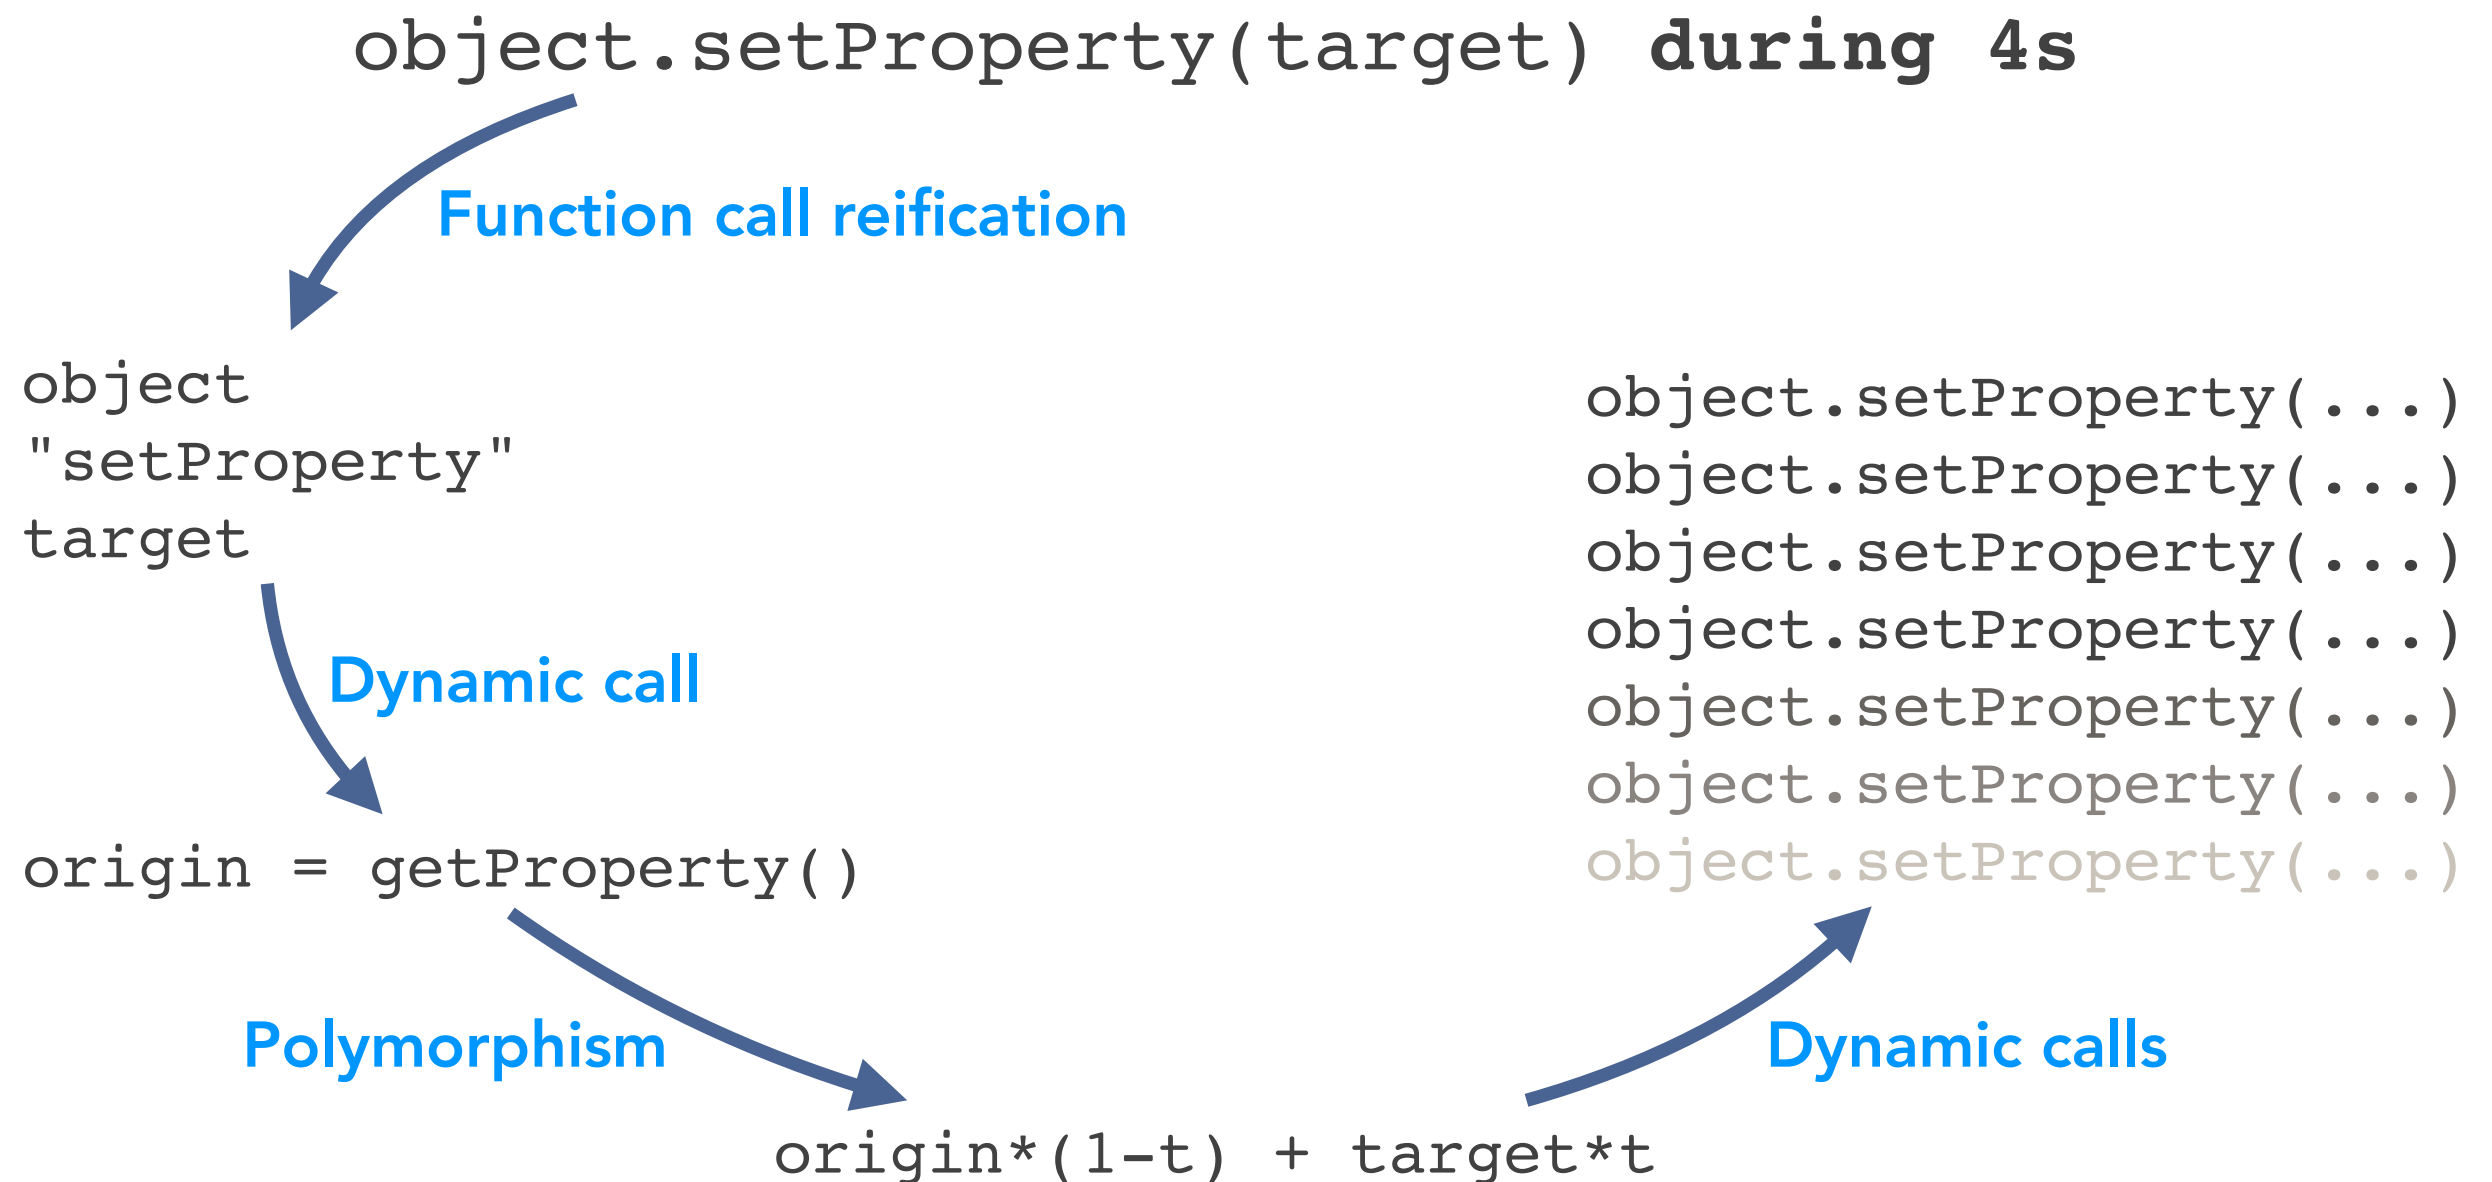 object.setProperty(target) during 4s
Function call reification
object
"setProperty"
target
Dynamic call
origin = getProperty()
Polymorphism
origin*(1-t) + target*t
Dynamic calls
object.setProperty(...)
object.setProperty(...)
object.setProperty(...)
object.setProperty(...)
object.setProperty(...)
object.setProperty(...)
object.setProperty(...)